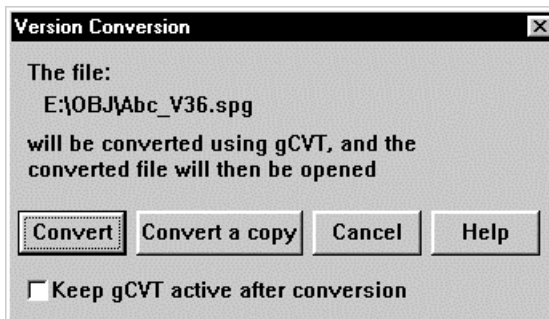 Version Conversion
The file:
E:\OBJ\Abc_V36.spg
will be converted using gCVT, and the
converted file will then be opened
Convert Convert a copy Cancel Help
Keep gCVT active after conversion